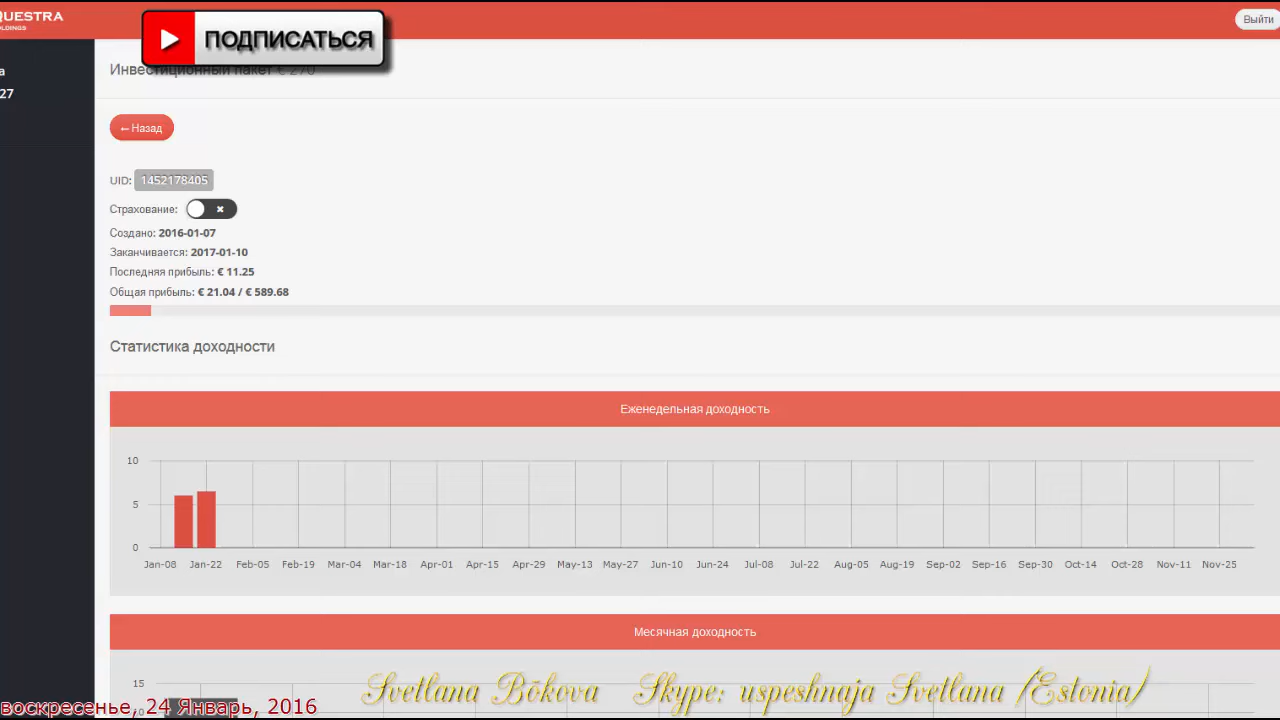 QUESTRA
HOLDINGS
Выйти
ПОДПИСАТЬСЯ
Инвестиционный пакет € 270
а
27
←Назад
UID: 1452178405
Страхование:
Создано: 2016-01-07
Заканчивается: 2017-01-10
Последняя прибыль: € 11.25
Общая прибыль: € 21.04 / € 589.68
Статистика доходности
Еженедельная доходность
10
5
0
Jan-08 Jan-22 Feb-05 Feb-19 Mar-04 Mar-18 Apr-01 Apr-15 Apr-29 May-13 May-27 Jun-10 Jun-24 Jul-08 Jul-22 Aug-05 Aug-19 Sep-02 Sep-16 Sep-30 Oct-14 Oct-28 Nov-11 Nov-25
Месячная доходность
15
Svetlana Bõkova Skype: uspeshnaja Svetlana (Estonia)
воскресенье, 24 Январь, 2016